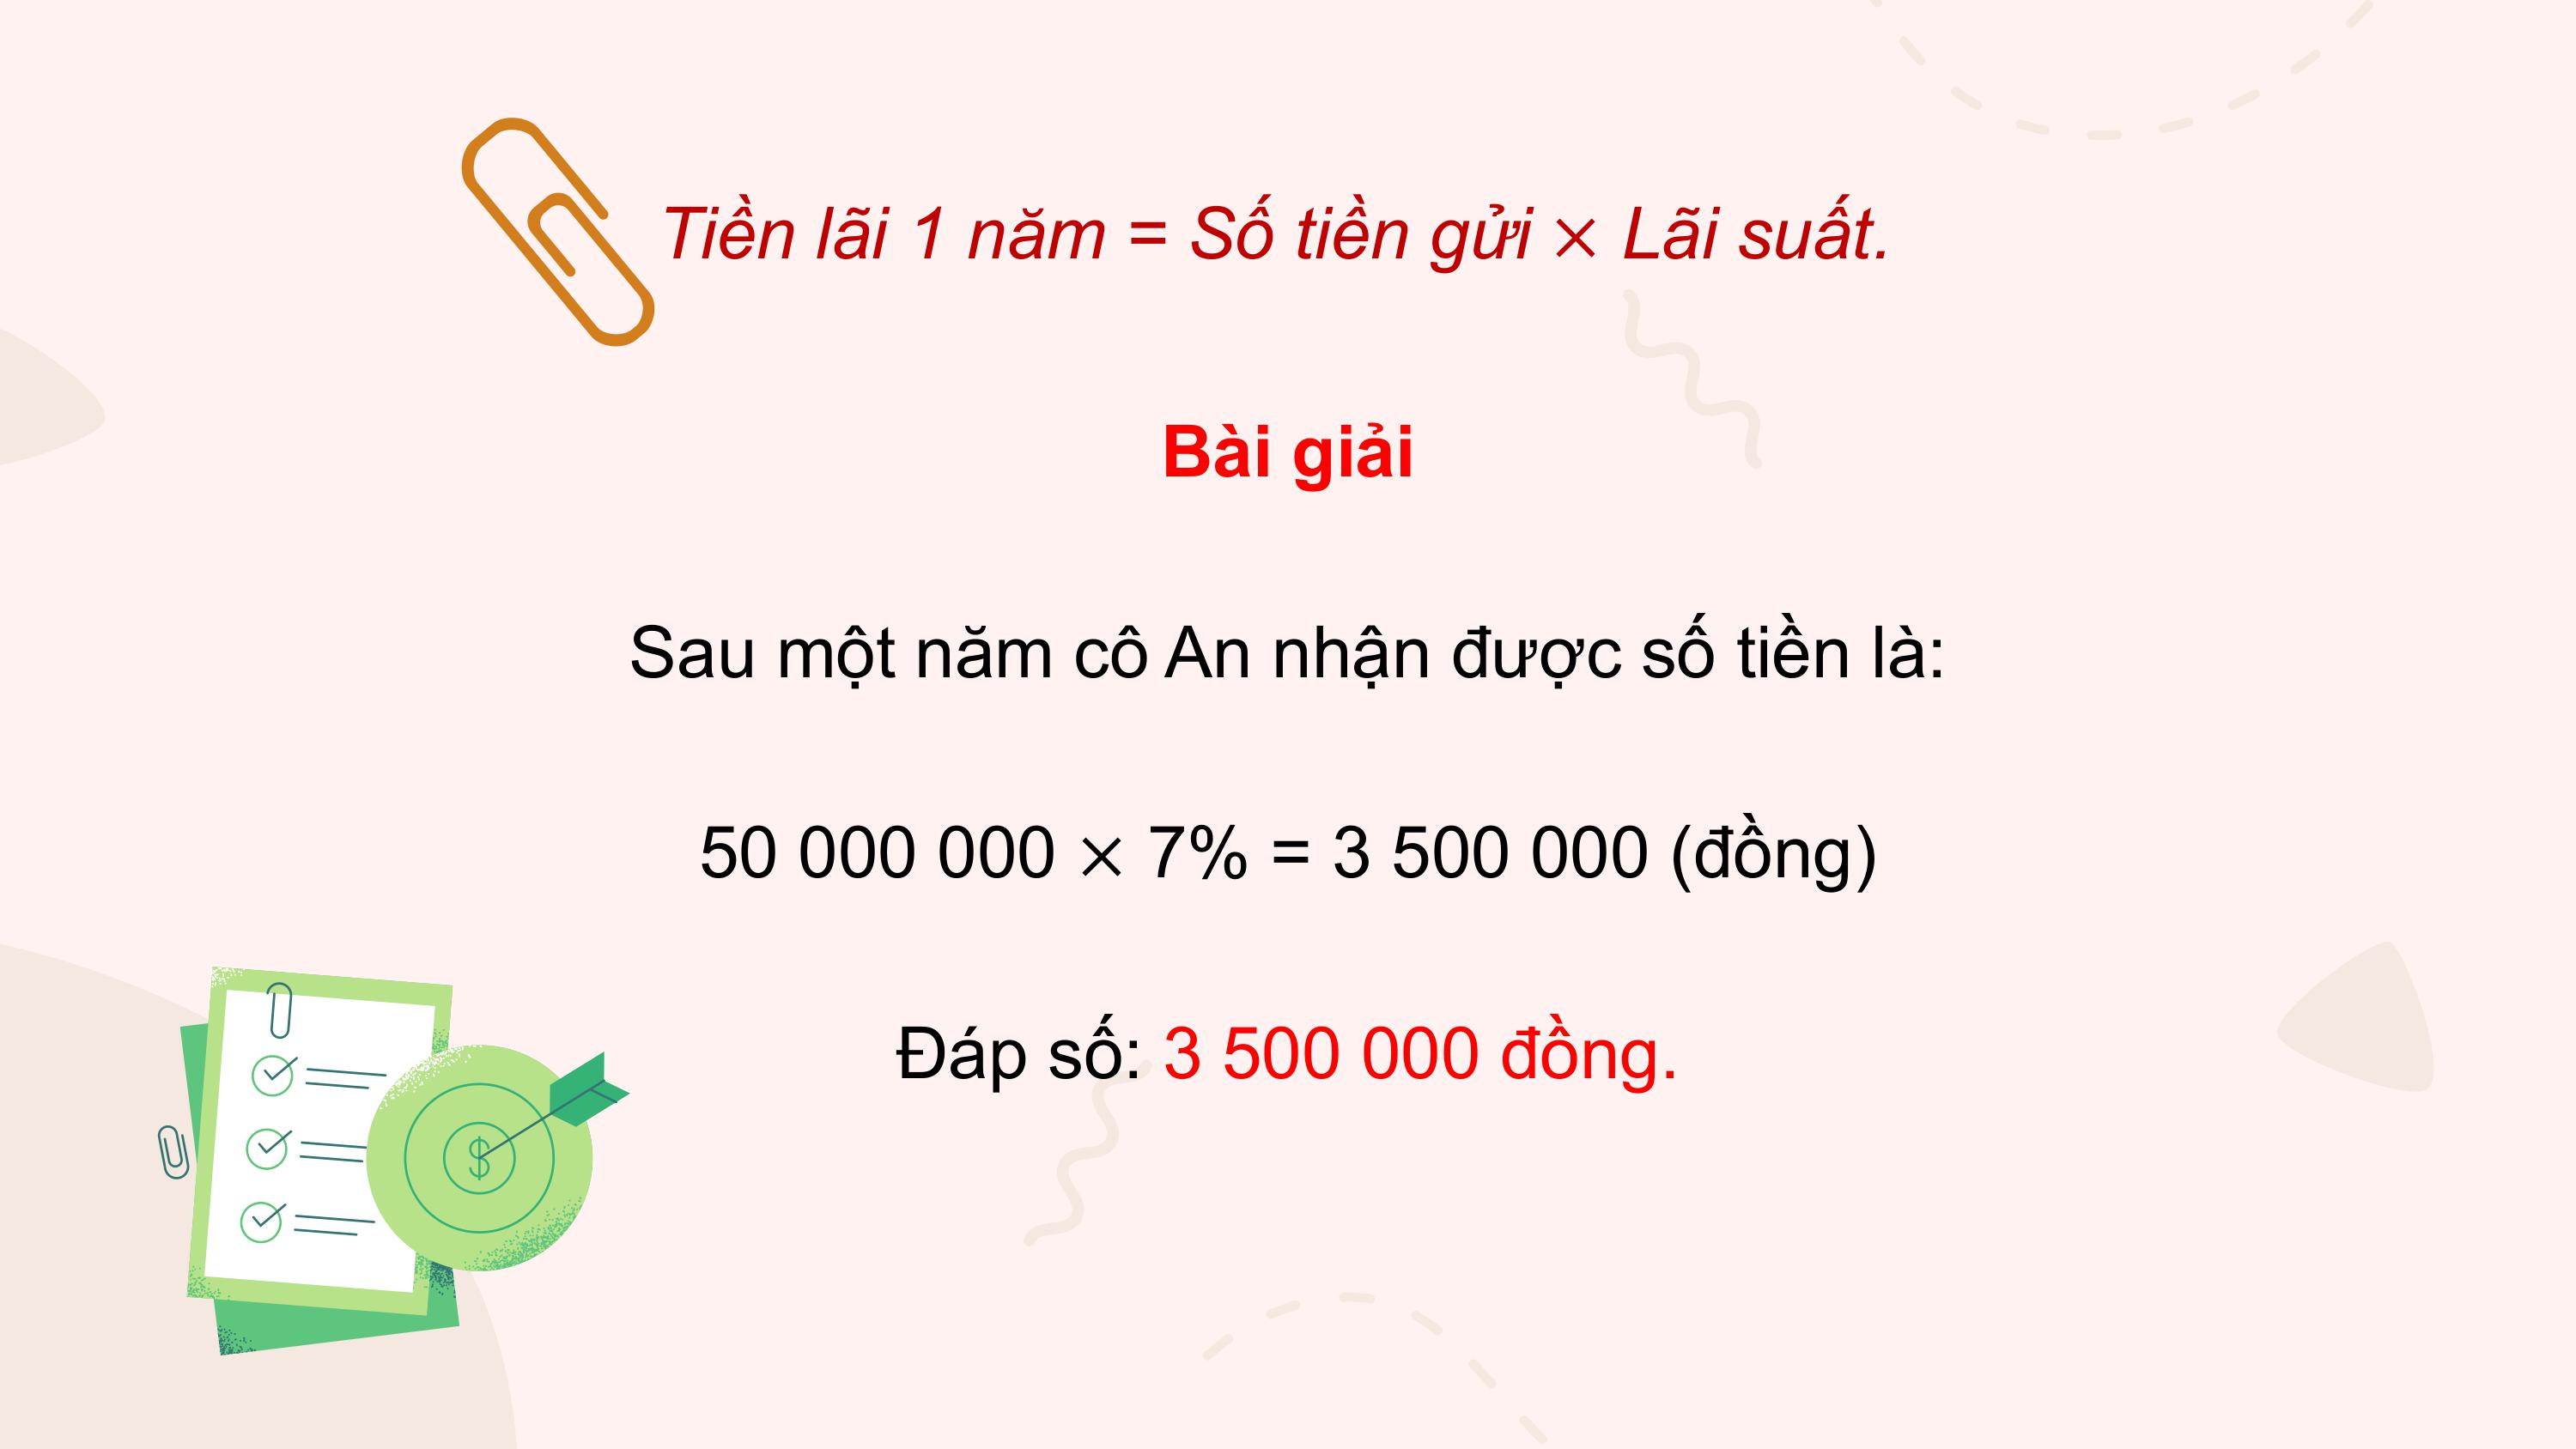 Tiền lãi 1 năm = Số tiền gửi × Lãi suất.
Bài giải
Sau một năm cô An nhận được số tiền là:
50 000 000 × 7% = 3 500 000 (đồng)
Đáp số: 3 500 000 đồng.
$